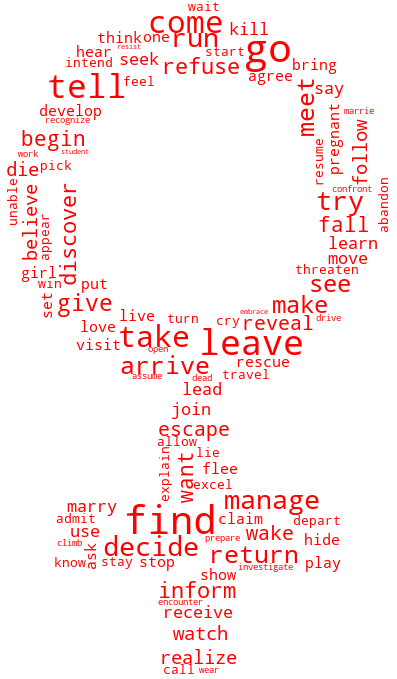 wait
come
go
run
kill
think
one
resist
hear
seek
start
intend
refuse
bring
agree
tell
feel
say
meet
develop
marrie
recognize
begin
follow
pregnant
resume
work
student
die
pick
confront
unable
believe
appear
discover
try
abandon
fall
learn
move
girl
threaten
win
put
see
set
give
make
live
turn
cry
embrace
reveal
drive
love
take
leave
visit
open
arrive
rescue
assume
dead
travel
lead
join
escape
allow
lie
explain
want
flee
excel
marry
manage
find
admit
claim
depart
use
wake
climb
decide
prepare
hide
ask
return
know
stay
stop
play
show
investigate
inform
encounter
receive
watch
realize
call
wear